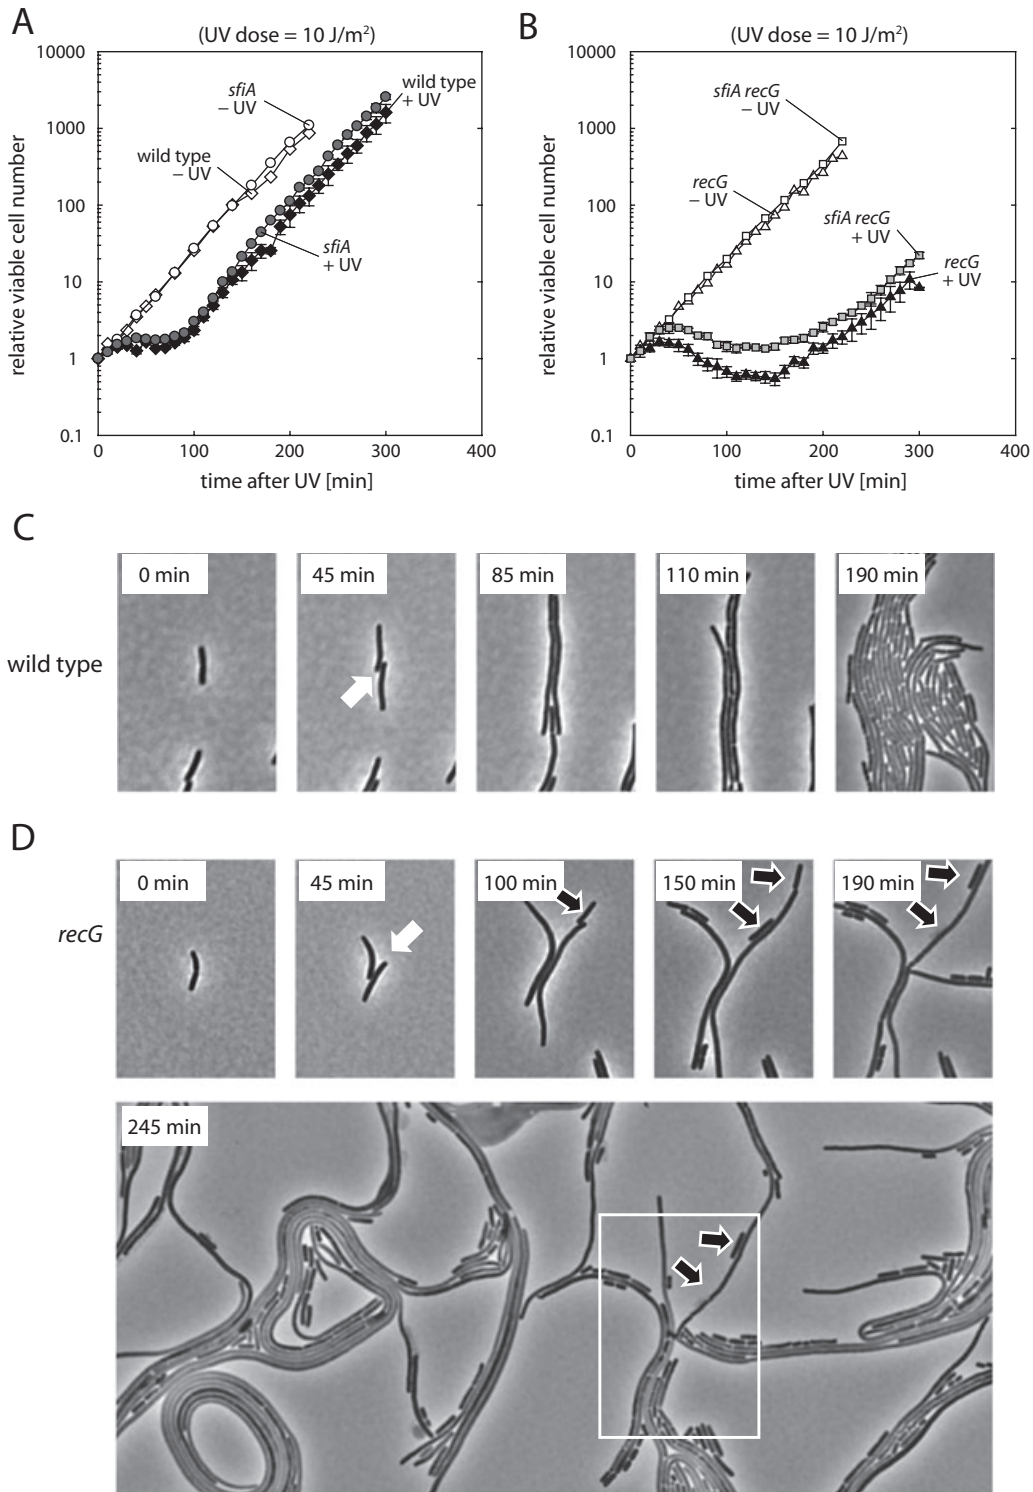 A
(UV dose = 10 J/m²)
relative viable cell number
10000
1000
100
10
1
0.1
0
100
200
300
400
time after UV [min]
sfiA
– UV
wild type
– UV
wild type
+ UV
sfiA
+ UV
B
(UV dose = 10 J/m²)
relative viable cell number
10000
1000
100
10
1
0.1
0
100
200
300
400
time after UV [min]
sfiA recG
– UV
recG
– UV
sfiA recG
+ UV
recG
+ UV
C
wild type
0 min
45 min
85 min
110 min
190 min
D
recG
0 min
45 min
100 min
150 min
190 min
245 min